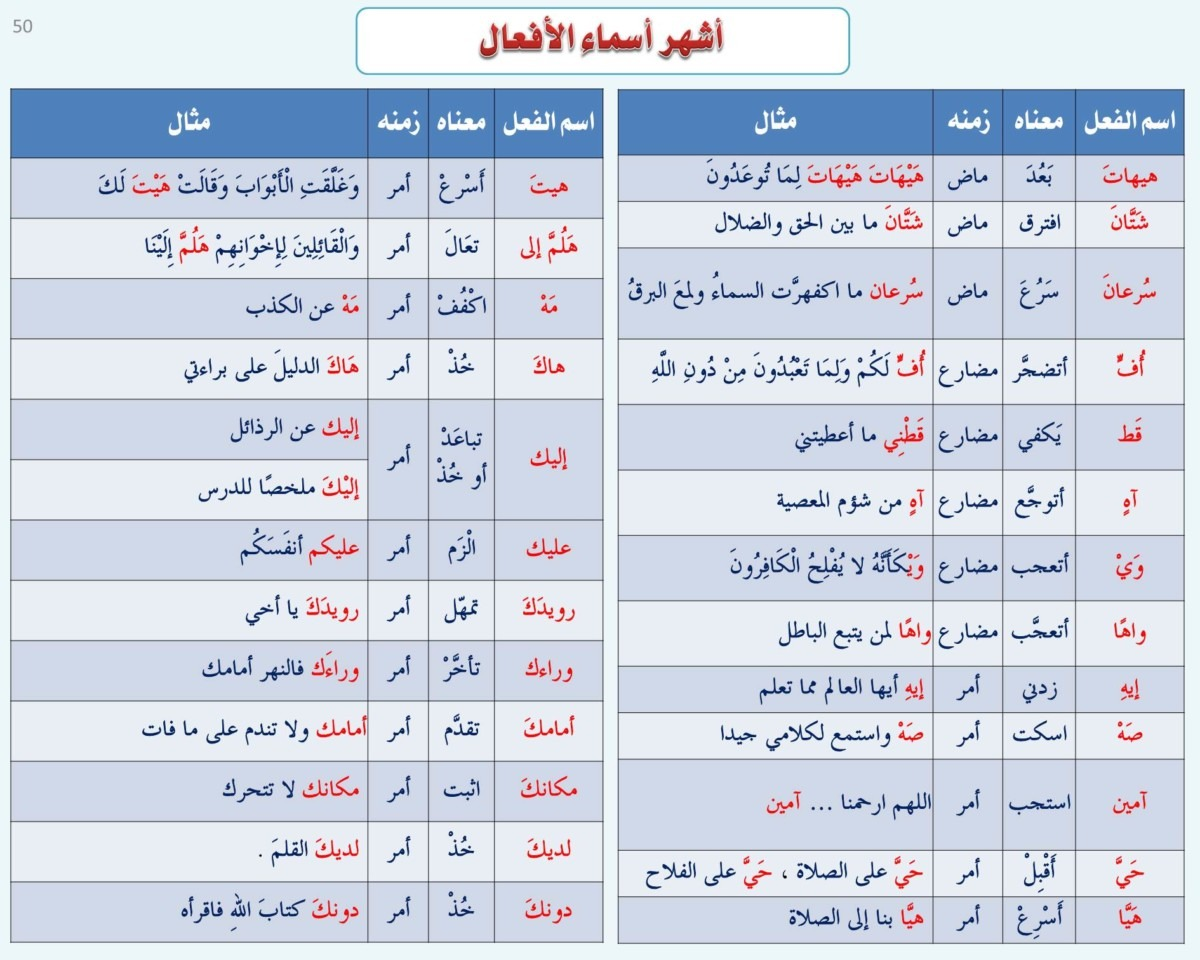 50
أشهر أسماء الأفعال
اسم الفعل معناه زمنه مثال
هيهاتَ بَعُدَ ماض هَيْهَاتَ هَيْهَاتَ لِمَا تُوعَدُونَ
شَتَّانَ افترق ماض شَتَّانَ ما بين الحق والضلال
سُرعانَ سَرُعَ ماض سُرعان ما اكفهرَّت السماءُ ولمعَ البرقُ
أُفٍّ أتضجَّر مضارع أُفٍّ لَكُمْ وَلِمَا تَعْبُدُونَ مِنْ دُونِ اللَّهِ
قَط يَكفي مضارع قَطْنِي ما أعطيتني
آهٍ أتوجَّع مضارع آهٍ من شؤم المعصية
وَيْ أتعجب مضارع وَيْكَأَنَّهُ لا يُفْلِحُ الْكَافِرُونَ
واهًا أتعجَّب مضارع واهًا لمن يتبع الباطل
إيهِ زدني أمر إيهِ أيها العالم مما تعلم
صَهْ اسكت أمر صَهْ واستمع لكلامي جيدا
آمين استجب أمر اللهم ارحمنا ... آمين
حَيَّ أَقْبِلْ أمر حَيَّ على الصلاة ، حَيَّ على الفلاح
هَيَّا أَسْرِعْ أمر هيَّا بنا إلى الصلاة
اسم الفعل معناه زمنه مثال
هيتَ أَسْرعْ أمر وَغَلَّقَتِ الْأَبْوَابَ وَقَالَتْ هَيْتَ لَكَ
هَلُمَّ إلى تعَالَ أمر وَالْقَائِلِينَ لِإِخْوَانِهِمْ هَلُمَّ إِلَيْنَا
مَهْ اكْفُفْ أمر مَهْ عن الكذب
هاكَ خُذْ أمر هَاكَ الدليلَ على براءتي
إليك تباعَدْ أمر إليك عن الرذائل
أو خُذْ إليْكَ ملخصًا للدرس
عليك الْزَم أمر عليكم أنفَسَكُم
رويدَكَ تمهّل أمر رويدَكَ يا أخي
وراءك تأخَّرْ أمر وراءَك فالنهر أمامك
أمامكَ تقدَّم أمر أمامك ولا تندم على ما فات
مكانكَ اثبت أمر مكانك لا تتحرك
لديكَ خُذْ أمر لديكَ القلمَ .
دونكَ خُذْ أمر دونكَ كتابَ اللهِ فاقرأه